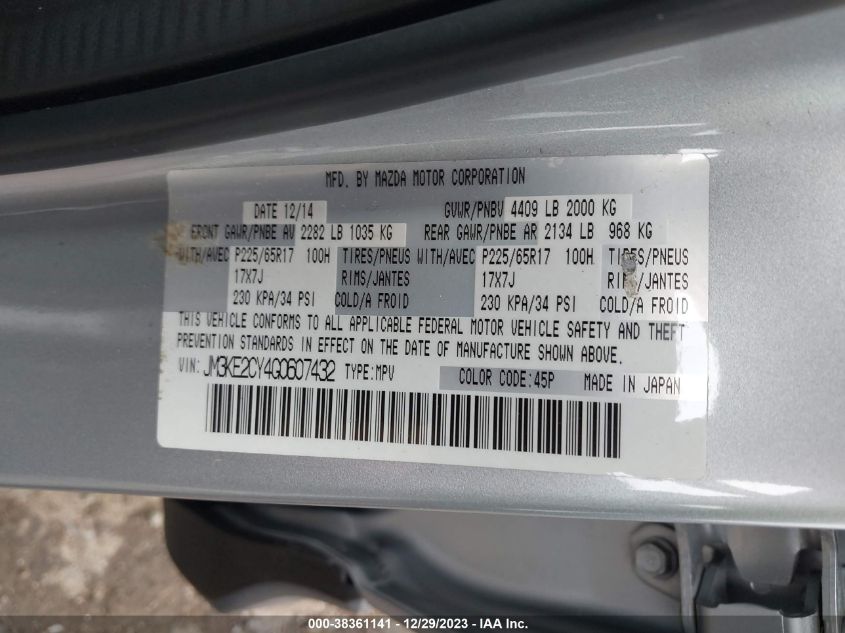 MFD. BY MAZDA MOTOR CORPORATION
DATE 12/14 GVWR/PNBV 4409 LB 2000 KG
FRONT GAWR/PNBE AV 2282 LB 1035 KG REAR GAWR/PNBE AR 2134 LB 968 KG
WITH/AVEC P225/65R17 100H TIRES/PNEUS WITH/AVEC P225/65R17 100H TIRES/PNEUS
17X7J RIMS/JANTES 17X7J RIMS/JANTES
230 KPA/34 PSI COLD/A FROID 230 KPA/34 PSI COLD/A FROID
THIS VEHICLE CONFORMS TO ALL APPLICABLE FEDERAL MOTOR VEHICLE SAFETY AND THEFT
PREVENTION STANDARDS IN EFFECT ON THE DATE OF MANUFACTURE SHOWN ABOVE.
VIN: JM3KE2CY4G0607432 TYPE:MPV COLOR CODE:45P MADE IN JAPAN
000-38361141 - 12/29/2023 - IAA Inc.